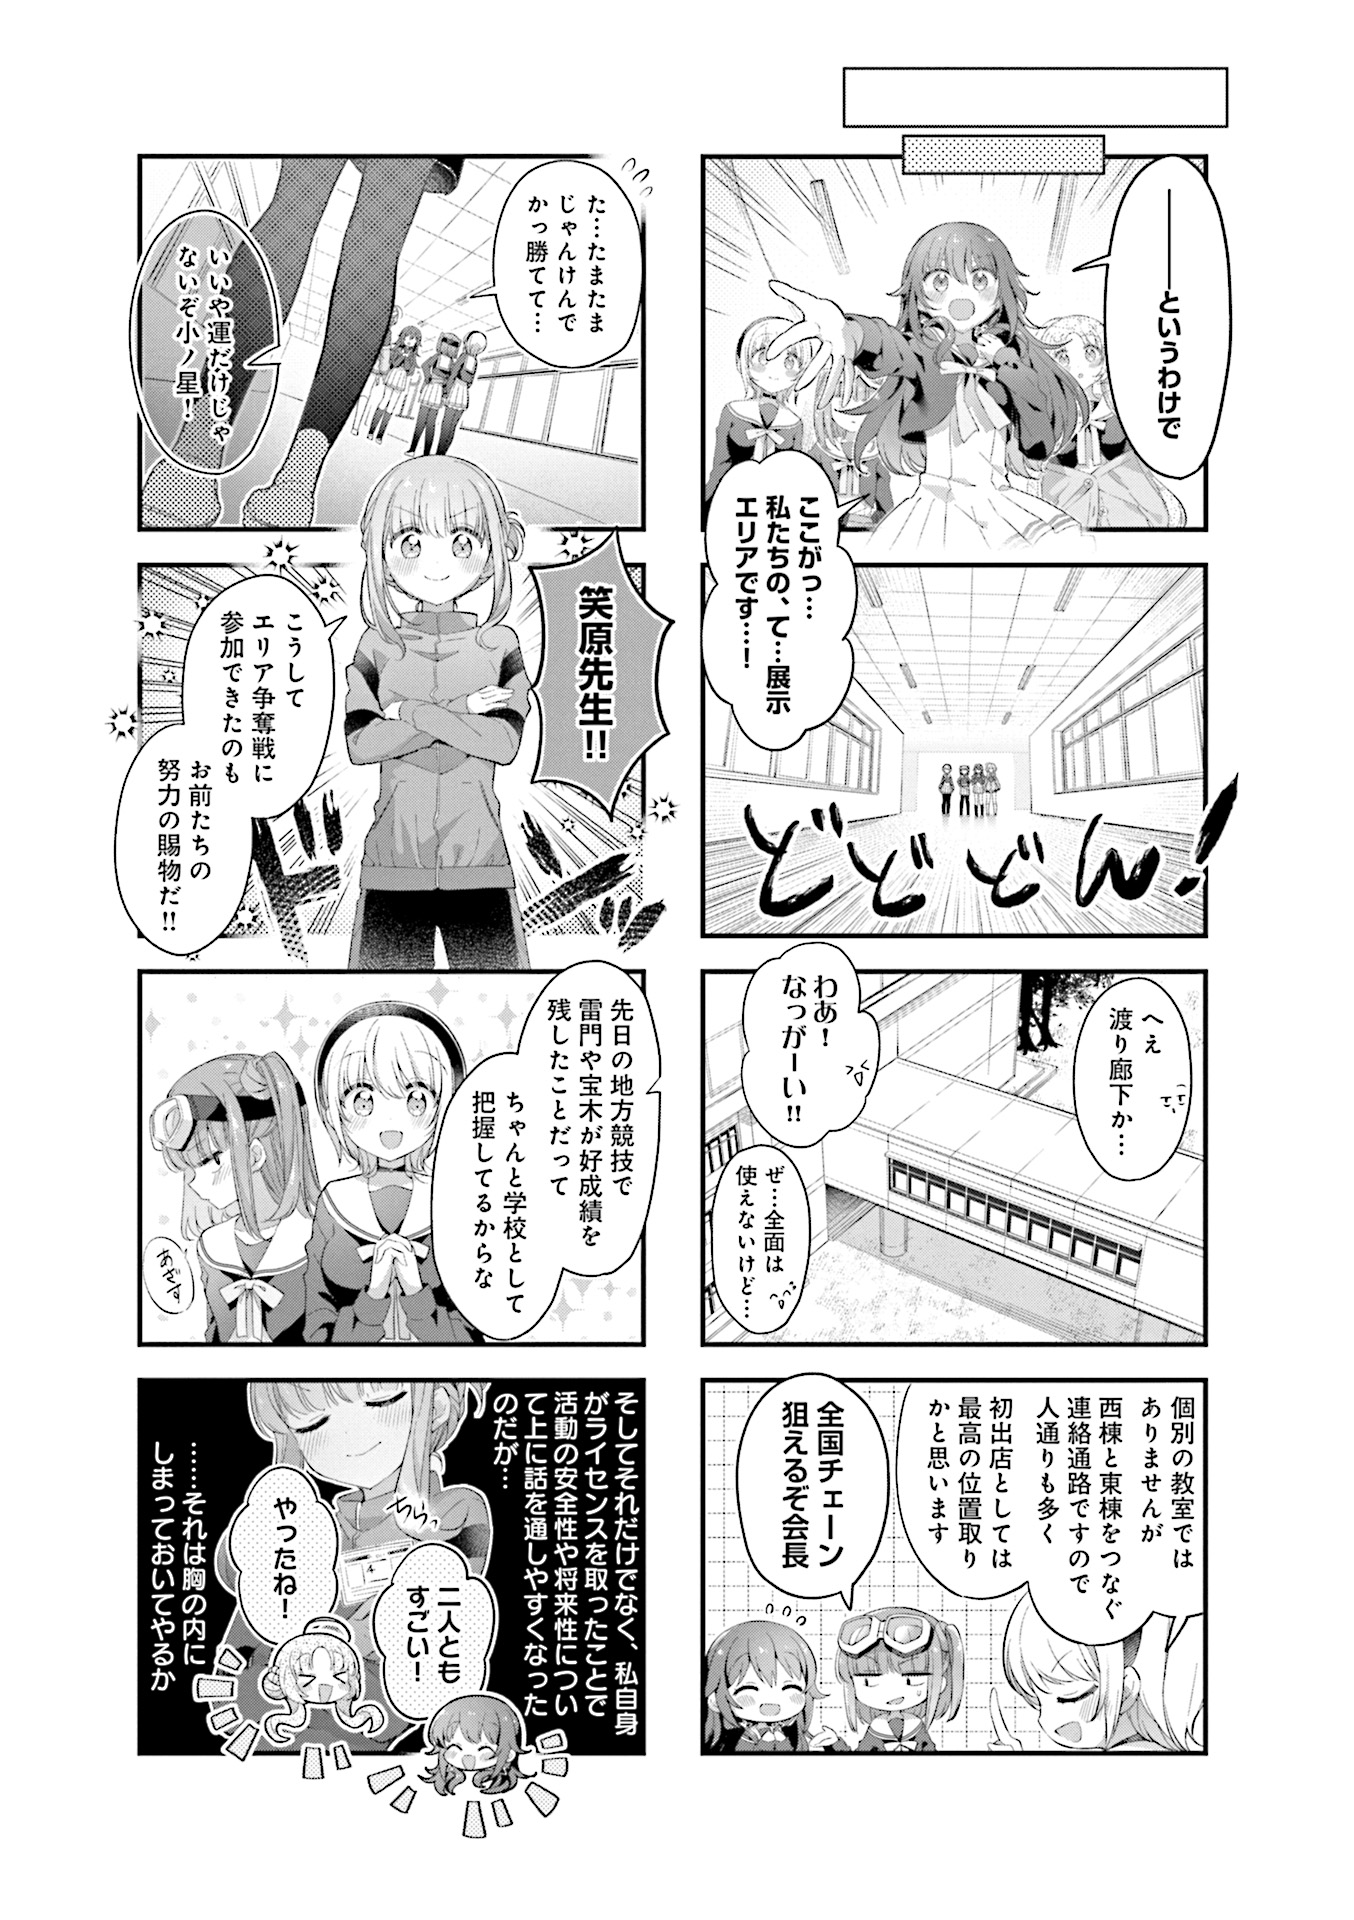 ――というわけで
ここがっ…
私たちの、て…展示
エリアです…！
どどどん！
へえ
渡り廊下か…
わあ！
なっがーい!!
ぜ…全面は
使えないけど…
個別の教室では
ありませんが
西棟と東棟をつなぐ
連絡通路ですので
人通りも多く
初出店としては
最高の位置取り
かと思います
全国チェーン
狙えるぞ会長
た…たまたま
じゃんけんで
かっ勝てて…
いいや運だけじゃ
ないぞ小ノ星！
笑原先生!!
こうして
エリア争奪戦に
参加できたのも
お前たちの
努力の賜物だ!!
先日の地方競技で
雷門や宝木が好成績を
残したことだって
ちゃんと学校として
把握してるからな
あざす
そしてそれだけでなく、私自身
がライセンスを取ったことで
活動の安全性や将来性につい
て上に話を通しやすくなった
のだが…
ちらっ
二人とも
すごい！
やったね！
……それは胸の内に
しまっておいてやるか